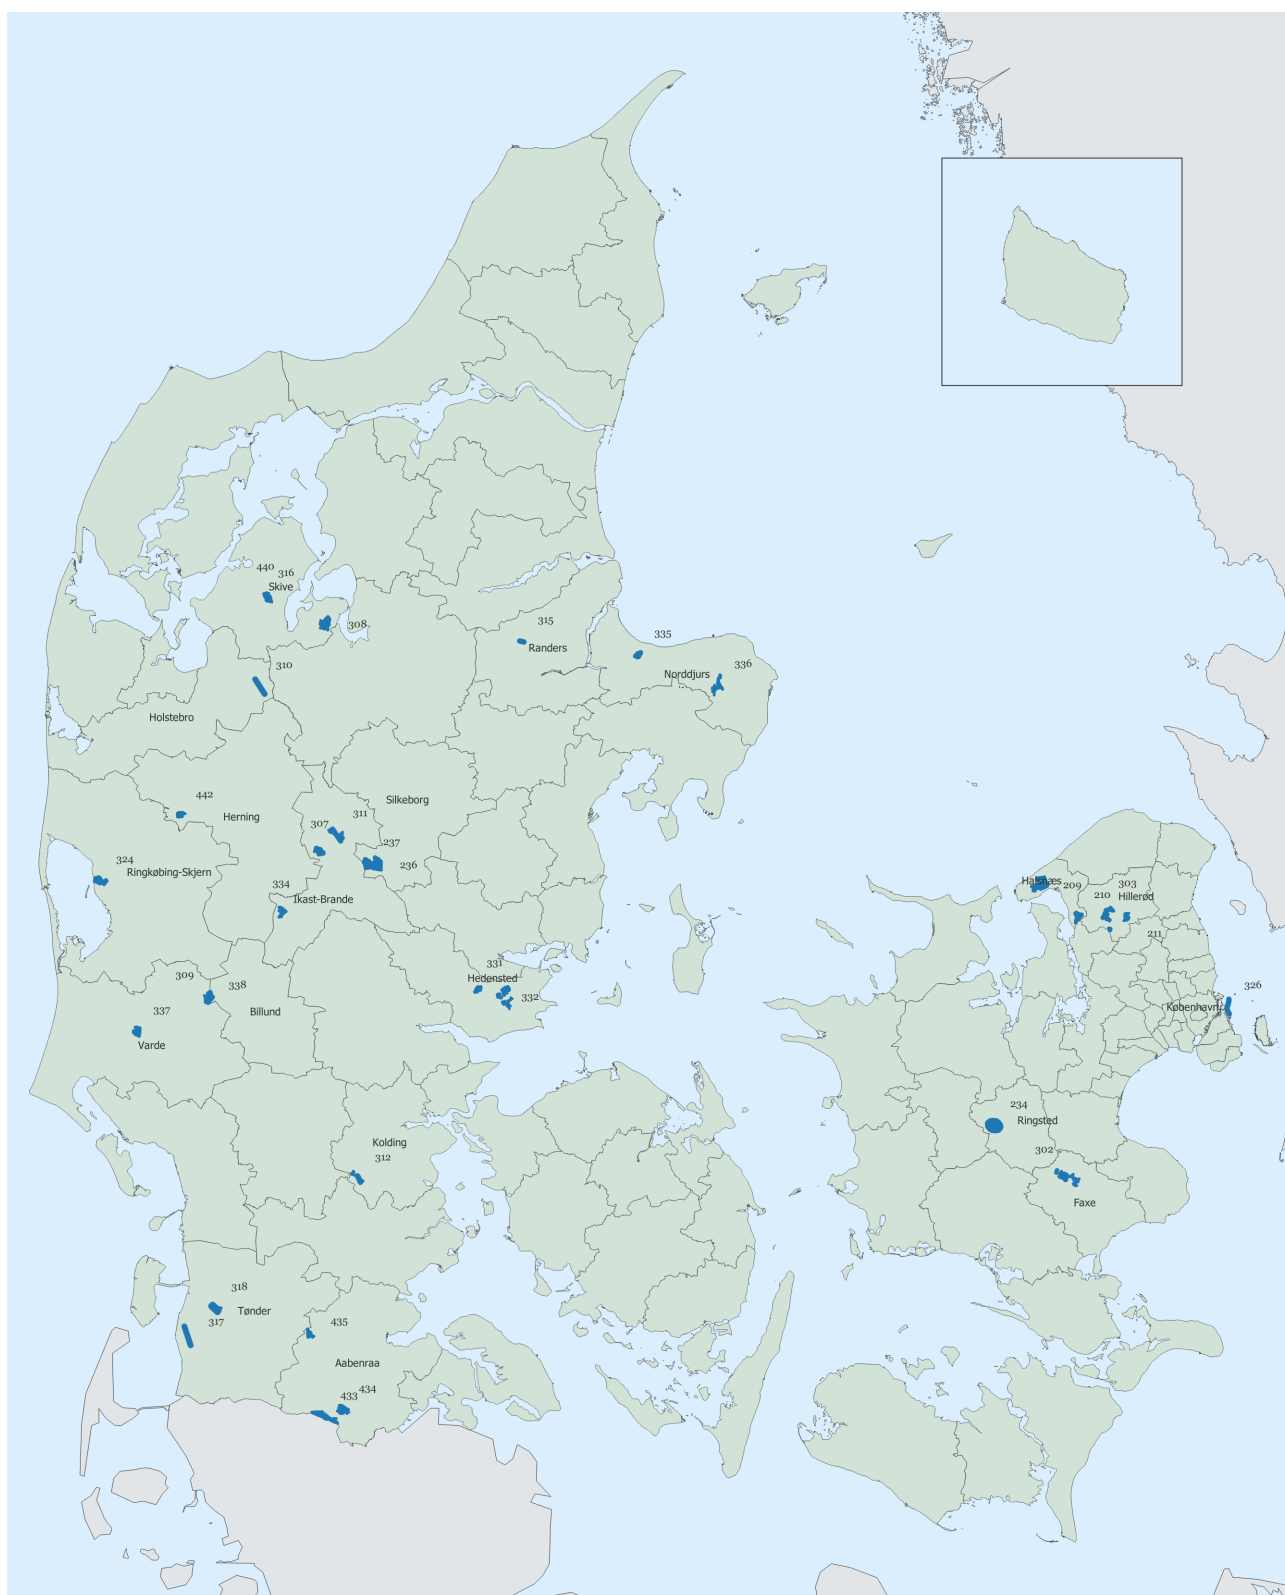 440
316
Skive
308
315
Randers
335
Norddjurs
336
310
Holstebro
442
Herning
Silkeborg
311
307
237
236
324
Ringkøbing-Skjern
334
Ikast-Brande
Halsnæs
209
210
303
Hillerød
211
331
Hedensted
332
309
338
Billund
337
Varde
326
København
234
Ringsted
302
Faxe
Kolding
312
318
Tønder
317
435
Aabenraa
433
434